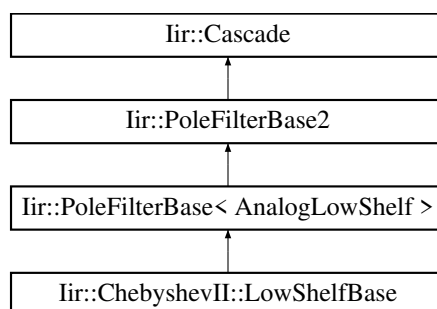 Iir::Cascade
Iir::PoleFilterBase2
Iir::PoleFilterBase< AnalogLowShelf >
Iir::ChebyshevII::LowShelfBase